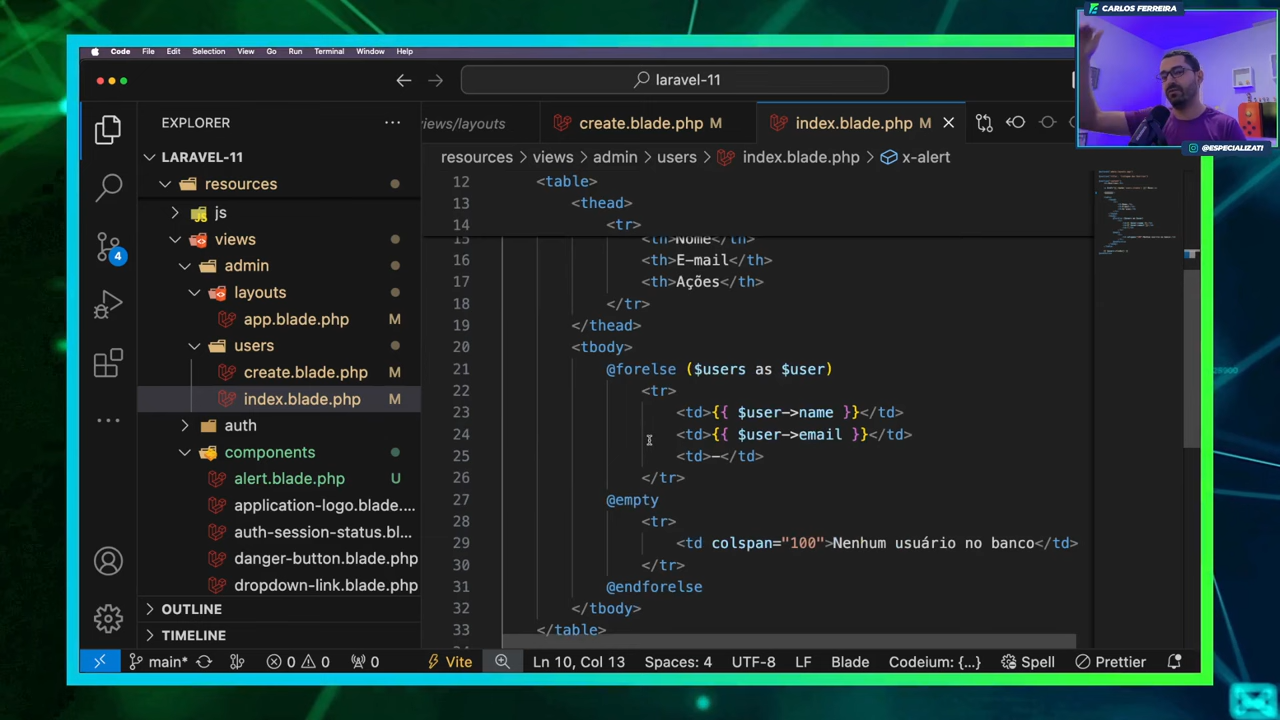 CARLOS FERREIRA
@ESPECIALIZATI
Code File Edit Selection View Go Run Terminal Window Help
laravel-11
EXPLORER
LARAVEL-11
resources
js
views
admin
layouts
app.blade.php M
users
create.blade.php M
index.blade.php M
auth
components
alert.blade.php U
application-logo.blade....
auth-session-status.bl...
danger-button.blade.php
dropdown-link.blade.php
OUTLINE
TIMELINE
4
views/layouts create.blade.php M index.blade.php M
resources > views > admin > users > index.blade.php > x-alert
12 <table>
13 <thead>
14 <tr>
15 <th>Nome</th>
16 <th>E-mail</th>
17 <th>Ações</th>
18 </tr>
19 </thead>
20 <tbody>
21 @forelse ($users as $user)
22 <tr>
23 <td>{{ $user->name }}</td>
24 <td>{{ $user->email }}</td>
25 <td>-</td>
26 </tr>
27 @empty
28 <tr>
29 <td colspan="100">Nenhum usuário no banco</td>
30 </tr>
31 @endforelse
32 </tbody>
33 </table>
main* 0 0 0 Vite Ln 10, Col 13 Spaces: 4 UTF-8 LF Blade Codeium: {...} Spell Prettier